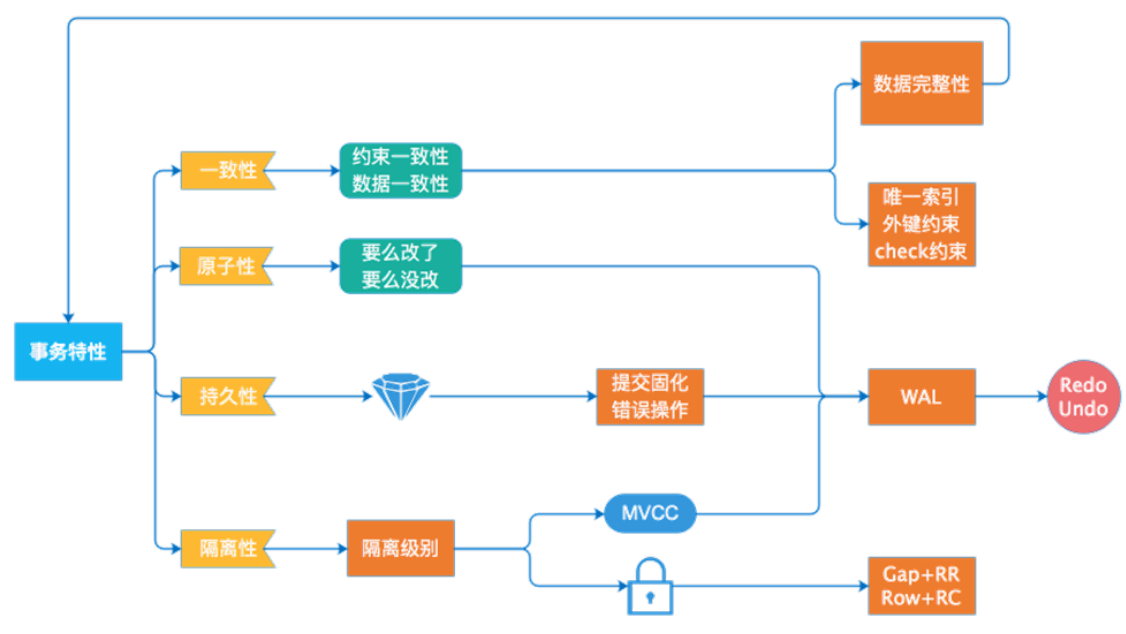 数据完整性
一致性
约束一致性
数据一致性
唯一索引
外键约束
check约束
原子性
要么改了
要么没改
事务特性
持久性
提交固化
错误操作
WAL
Redo
Undo
隔离性
隔离级别
MVCC
Gap+RR
Row+RC